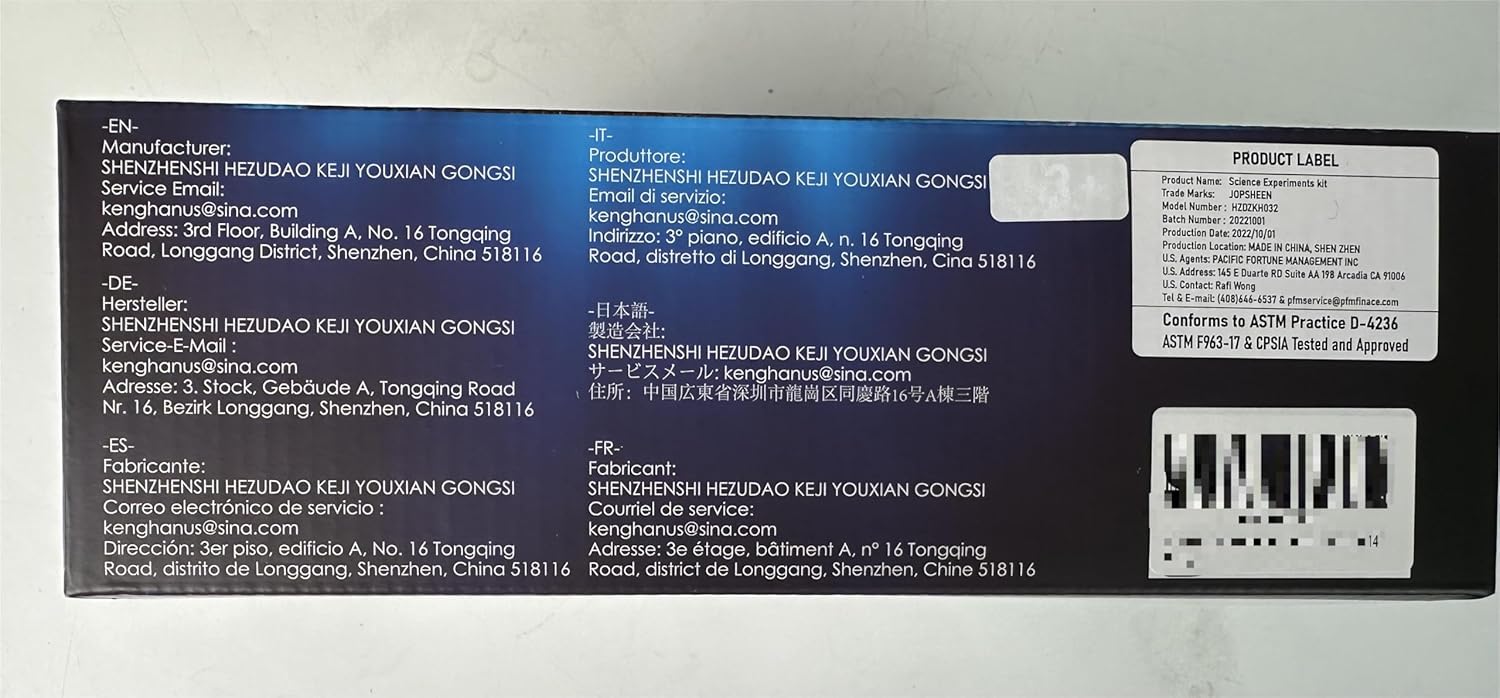 -EN-
Manufacturer:
SHENZHENSHI HEZUDAO KEJI YOUXIAN GONGSI
Service Email:
kenghanus@sina.com
Address: 3rd Floor, Building A, No. 16 Tongqing
Road, Longgang District, Shenzhen, China 518116
-DE-
Hersteller:
SHENZHENSHI HEZUDAO KEJI YOUXIAN GONGSI
Service-E-Mail :
kenghanus@sina.com
Adresse: 3. Stock, Gebäude A, Tongqing Road
Nr. 16, Bezirk Longgang, Shenzhen, China 518116
-ES-
Fabricante:
SHENZHENSHI HEZUDAO KEJI YOUXIAN GONGSI
Correo electrónico de servicio :
kenghanus@sina.com
Dirección: 3er piso, edificio A, No. 16 Tongqing
Road, distrito de Longgang, Shenzhen, China 518116
-IT-
Produttore:
SHENZHENSHI HEZUDAO KEJI YOUXIAN GONGSI
Email di servizio:
kenghanus@sina.com
Indirizzo: 3° piano, edificio A, n. 16 Tongqing
Road, distretto di Longgang, Shenzhen, Cina 518116
-日本語-
製造会社:
SHENZHENSHI HEZUDAO KEJI YOUXIAN GONGSI
サービスメール: kenghanus@sina.com
住所: 中国広東省深圳市龍崗区同慶路16号A棟三階
-FR-
Fabricant:
SHENZHENSHI HEZUDAO KEJI YOUXIAN GONGSI
Courriel de service:
kenghanus@sina.com
Adresse: 3e étage, bâtiment A, n° 16 Tongqing
Road, district de Longgang, Shenzhen, Chine 518116
PRODUCT LABEL
Product Name: Science Experiments kit
Trade Marks: JOPSHEEN
Model Number : HZDZKH032
Batch Number : 20221001
Production Date: 2022/10/01
Production Location: MADE IN CHINA, SHEN ZHEN
U.S. Agents: PACIFIC FORTUNE MANAGEMENT INC
U.S. Address: 145 E Duarte RD Suite AA 198 Arcadia CA 91006
U.S. Contact: Rafi Wong
Tel & E-mail: (408)646-6537 & pfmservice@pfmfinace.com
Conforms to ASTM Practice D-4236
ASTM F963-17 & CPSIA Tested and Approved
14